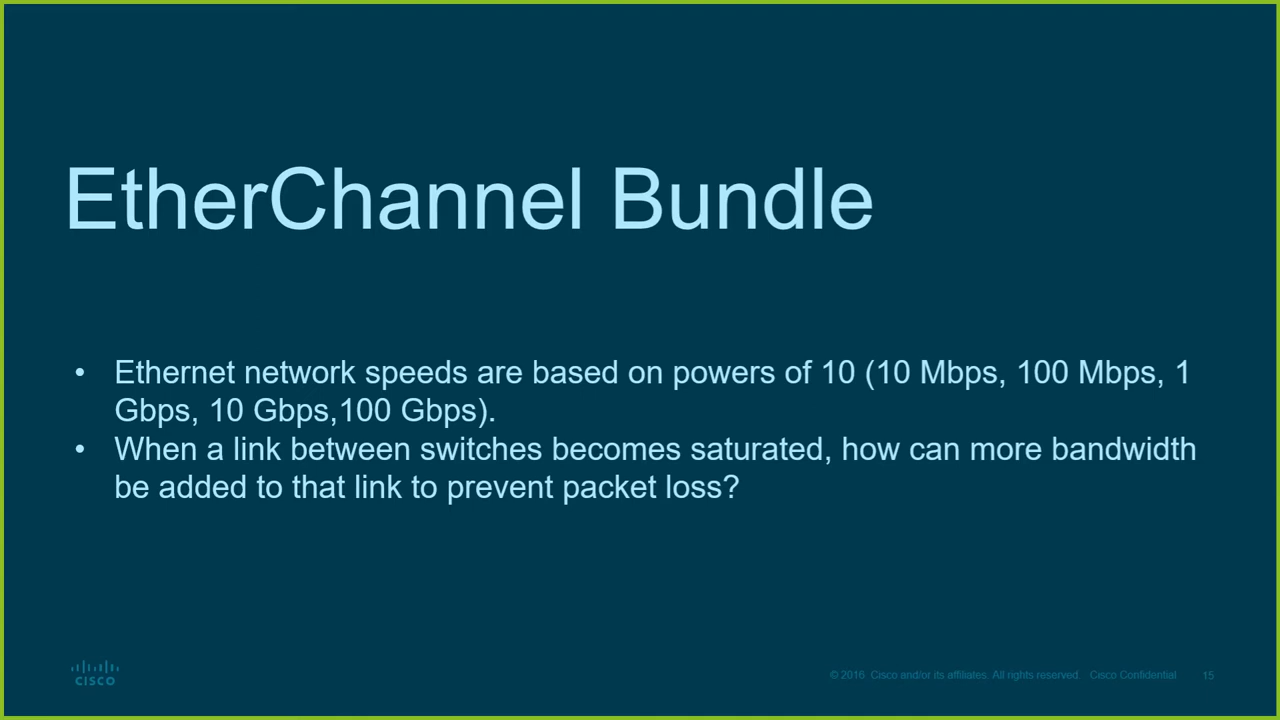 EtherChannel Bundle
• Ethernet network speeds are based on powers of 10 (10 Mbps, 100 Mbps, 1
Gbps, 10 Gbps,100 Gbps).
• When a link between switches becomes saturated, how can more bandwidth
be added to that link to prevent packet loss?
CISCO
© 2016 Cisco and/or its affiliates. All rights reserved. Cisco Confidential 15